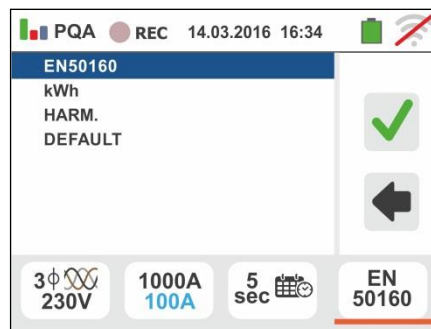 PQA REC 14.03.2016 16:34
EN50160
kWh
HARM.
DEFAULT
3ϕ 230V
1000A
100A
5 sec
EN
50160